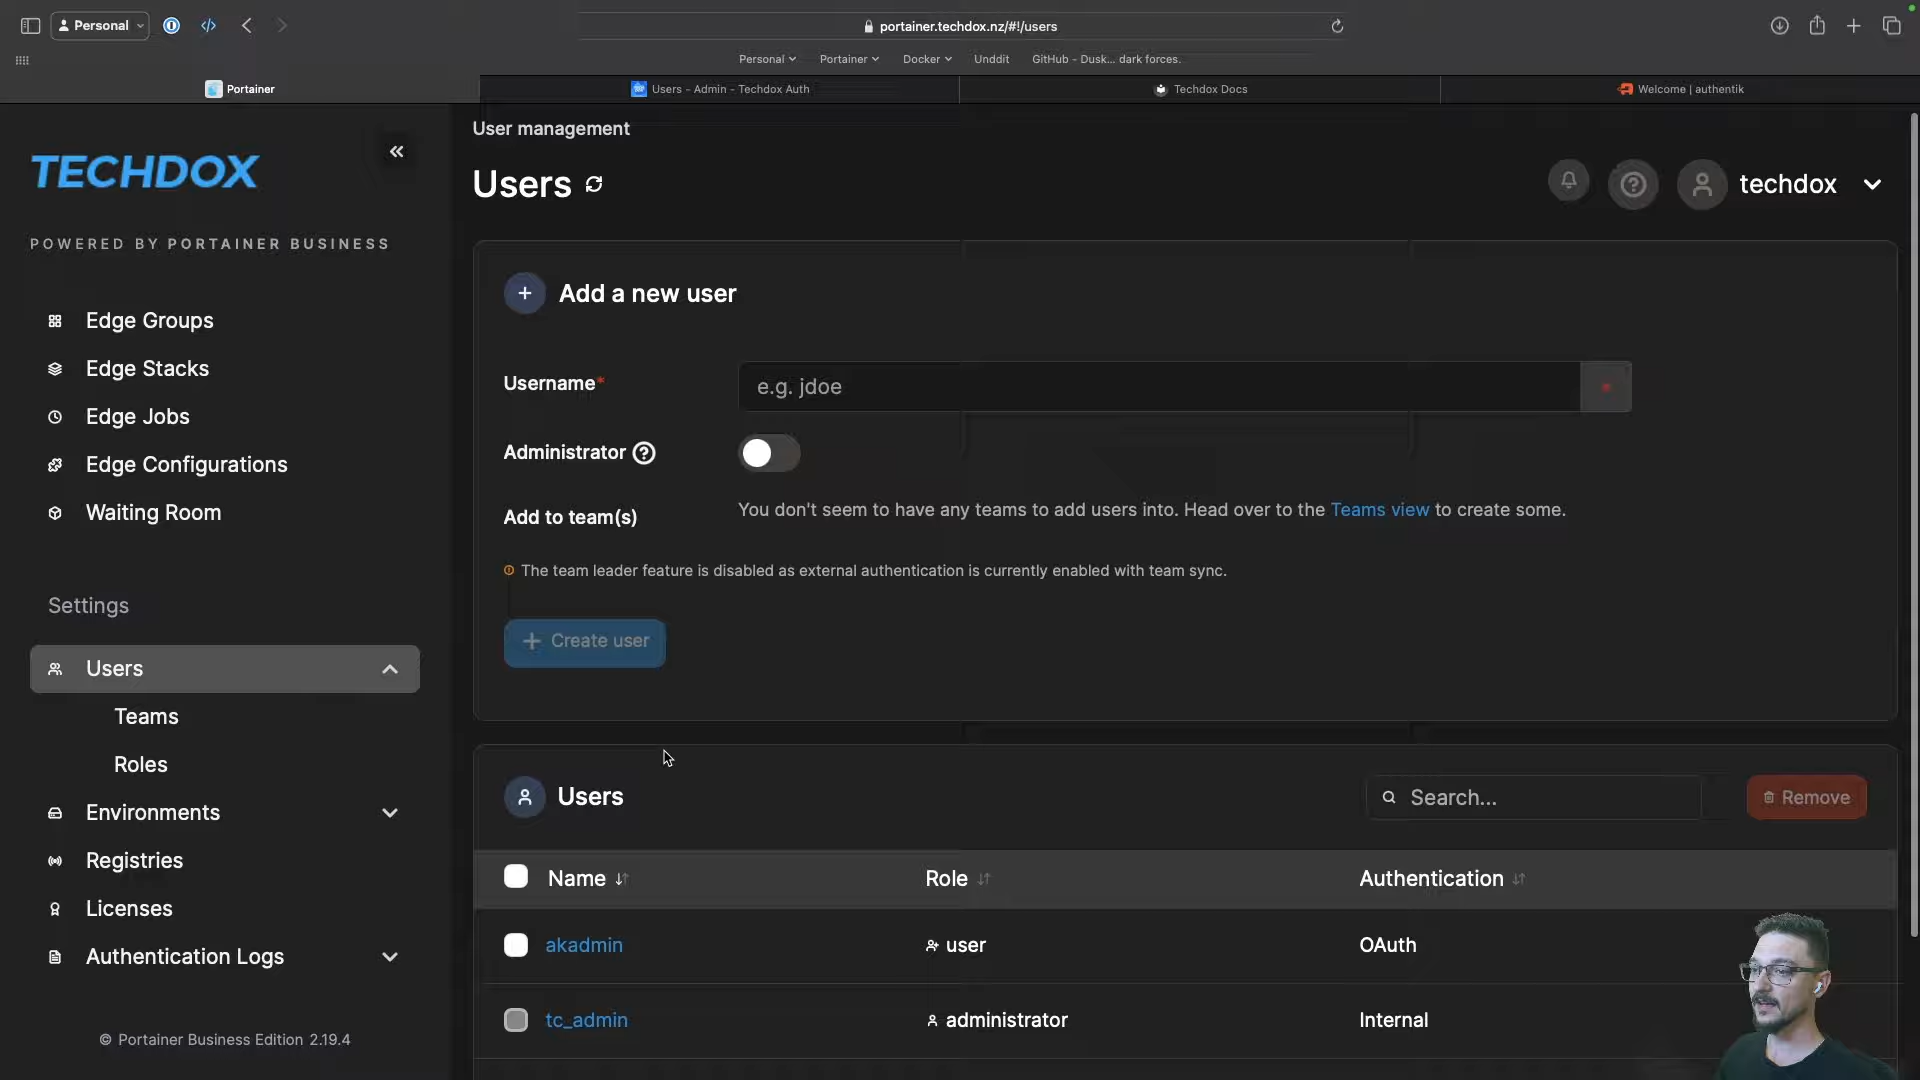 Personal
portainer.techdox.nz/#!/users
Personal
Portainer
Docker
Unddit
GitHub - Dusk... dark forces.
Portainer
Users - Admin - Techdox Auth
Techdox Docs
Welcome | authentik
TECHDOX
POWERED BY PORTAINER BUSINESS
Edge Groups
Edge Stacks
Edge Jobs
Edge Configurations
Waiting Room
Settings
Users
Teams
Roles
Environments
Registries
Licenses
Authentication Logs
© Portainer Business Edition 2.19.4
User management
Users
techdox
Add a new user
Username*
e.g. jdoe
Administrator
Add to team(s)
You don't seem to have any teams to add users into. Head over to the Teams view to create some.
The team leader feature is disabled as external authentication is currently enabled with team sync.
+ Create user
Users
Search...
Remove
Name
Role
Authentication
akadmin
user
OAuth
tc_admin
administrator
Internal